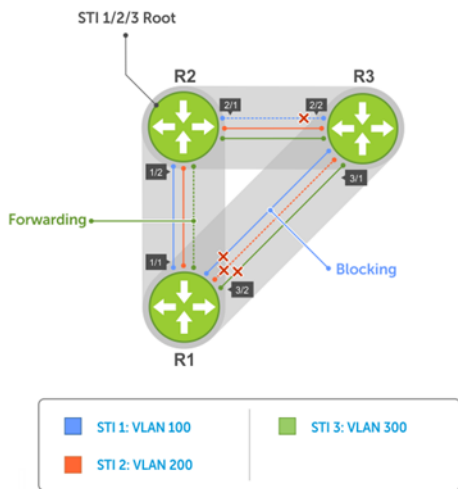 STI 1/2/3 Root
R2
R3
2/1
2/2
1/2
3/1
Forwarding
1/1
Blocking
3/2
R1
STI 1: VLAN 100
STI 3: VLAN 300
STI 2: VLAN 200